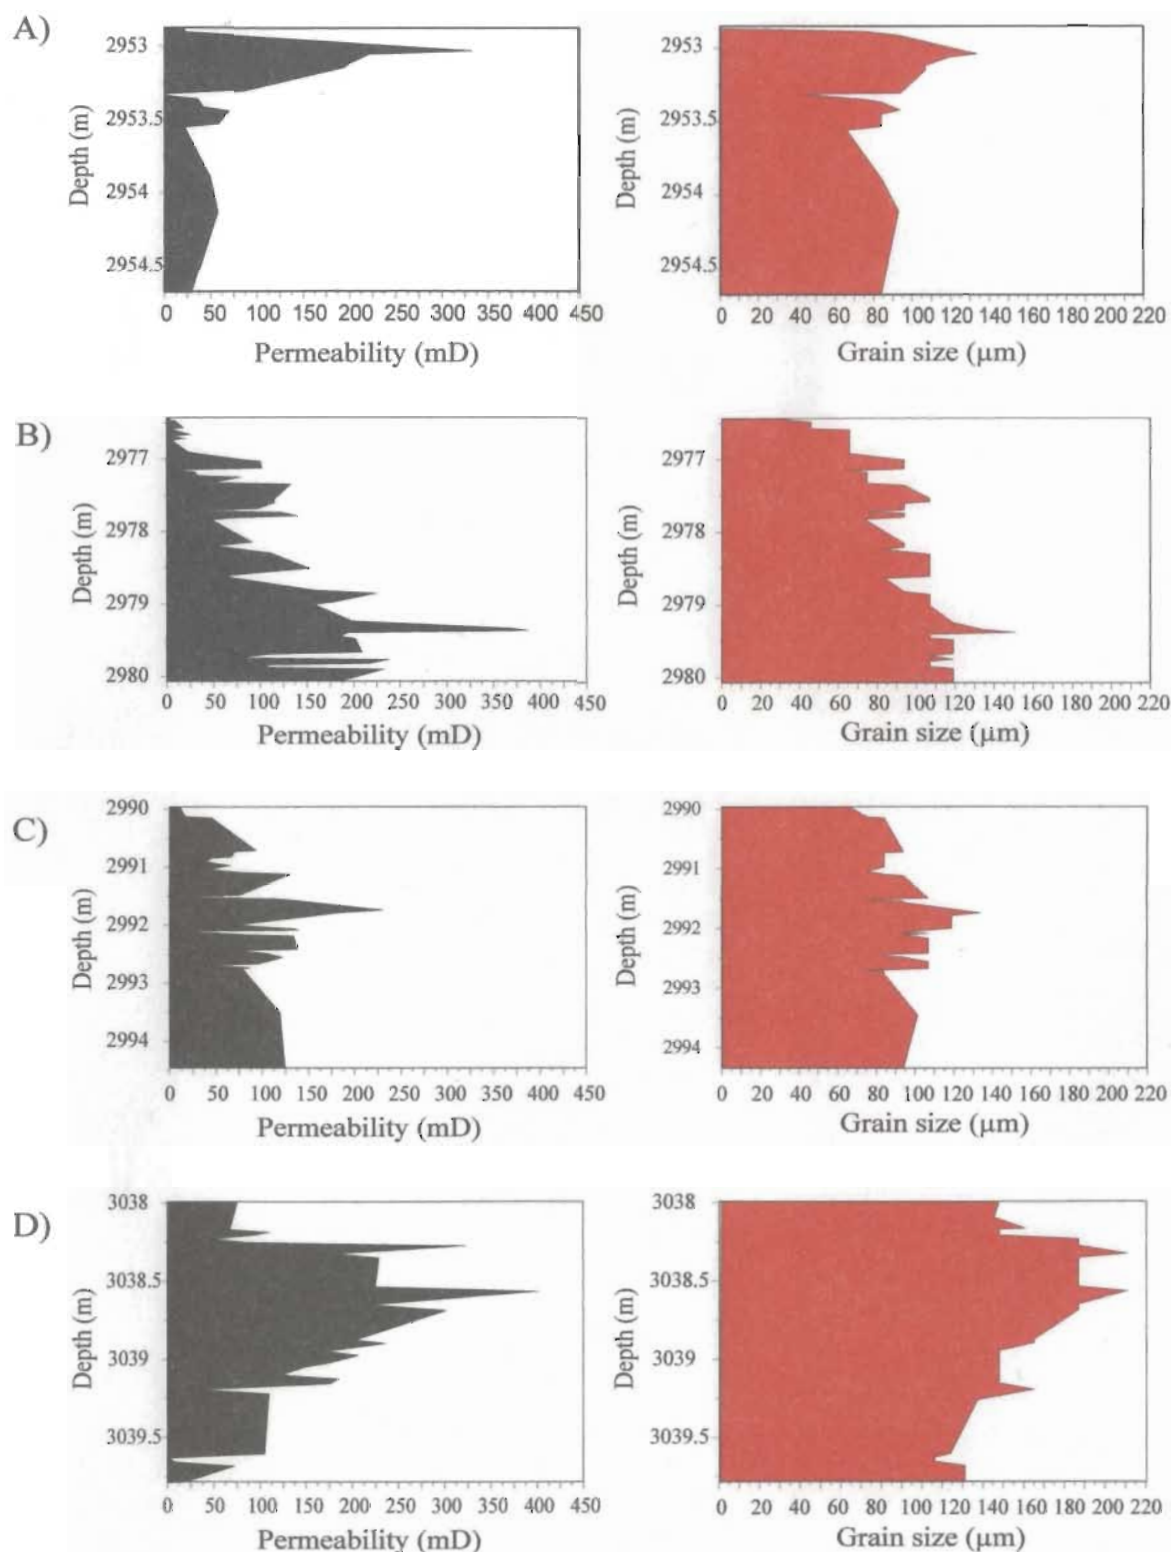 A)
2953
2953.5
2954
2954.5
Depth (m)
0 50 100 150 200 250 300 350 400 450
Permeability (mD)
2953
2953.5
2954
2954.5
Depth (m)
0 20 40 60 80 100 120 140 160 180 200 220
Grain size (µm)
B)
2977
2978
2979
2980
Depth (m)
0 50 100 150 200 250 300 350 400 450
Permeability (mD)
2977
2978
2979
2980
Depth (m)
0 20 40 60 80 100 120 140 160 180 200 220
Grain size (µm)
C)
2990
2991
2992
2993
2994
Depth (m)
0 50 100 150 200 250 300 350 400 450
Permeability (mD)
2990
2991
2992
2993
2994
Depth (m)
0 20 40 60 80 100 120 140 160 180 200 220
Grain size (µm)
D)
3038
3038.5
3039
3039.5
Depth (m)
0 50 100 150 200 250 300 350 400 450
Permeability (mD)
3038
3038.5
3039
3039.5
Depth (m)
0 20 40 60 80 100 120 140 160 180 200 220
Grain size (µm)